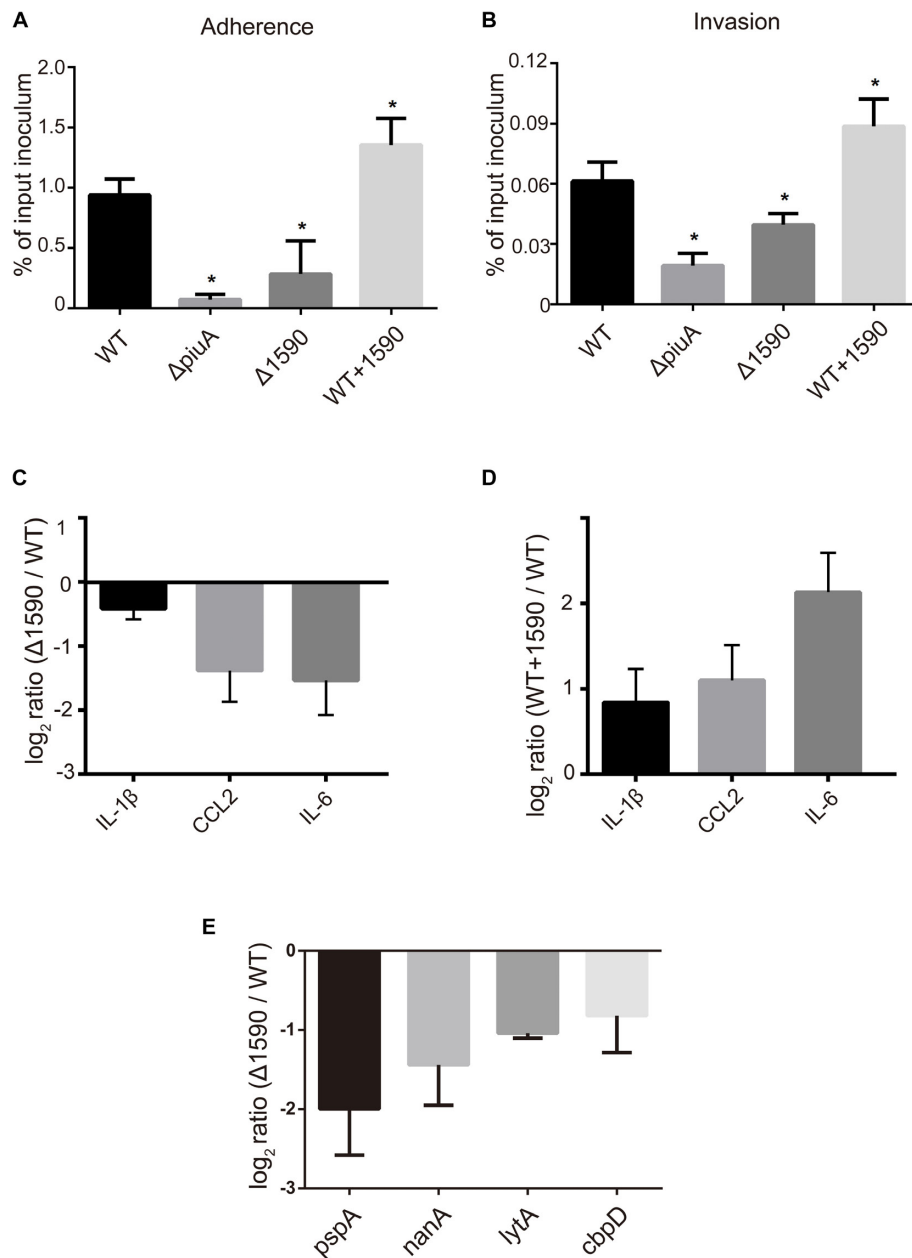 A
Adherence
% of input inoculum
2.0
1.5
1.0
0.5
0
*
*
*
WT
ΔpiuA
Δ1590
WT+1590
B
Invasion
% of input inoculum
0.12
0.09
0.06
0.03
0
*
*
*
WT
ΔpiuA
Δ1590
WT+1590
C
log₂ ratio (Δ1590 / WT)
1
0
-1
-2
-3
IL-1β
CCL2
IL-6
D
log₂ ratio (WT+1590 / WT)
2
1
0
IL-1β
CCL2
IL-6
E
log₂ ratio (Δ1590 / WT)
0
-1
-2
-3
pspA
nanA
lytA
cbpD